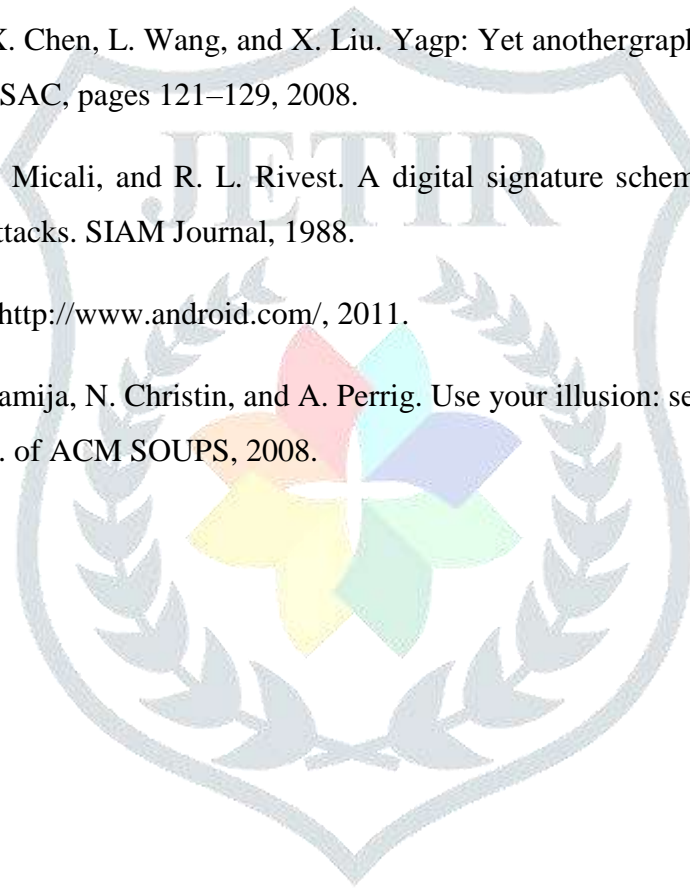 X. Chen, L. Wang, and X. Liu. Yagp: Yet anothergraph
SAC, pages 121–129, 2008.
JETIR
Micali, and R. L. Rivest. A digital signature schem
ttacks. SIAM Journal, 1988.
http://www.android.com/, 2011.
amija, N. Christin, and A. Perrig. Use your illusion: se
. of ACM SOUPS, 2008.